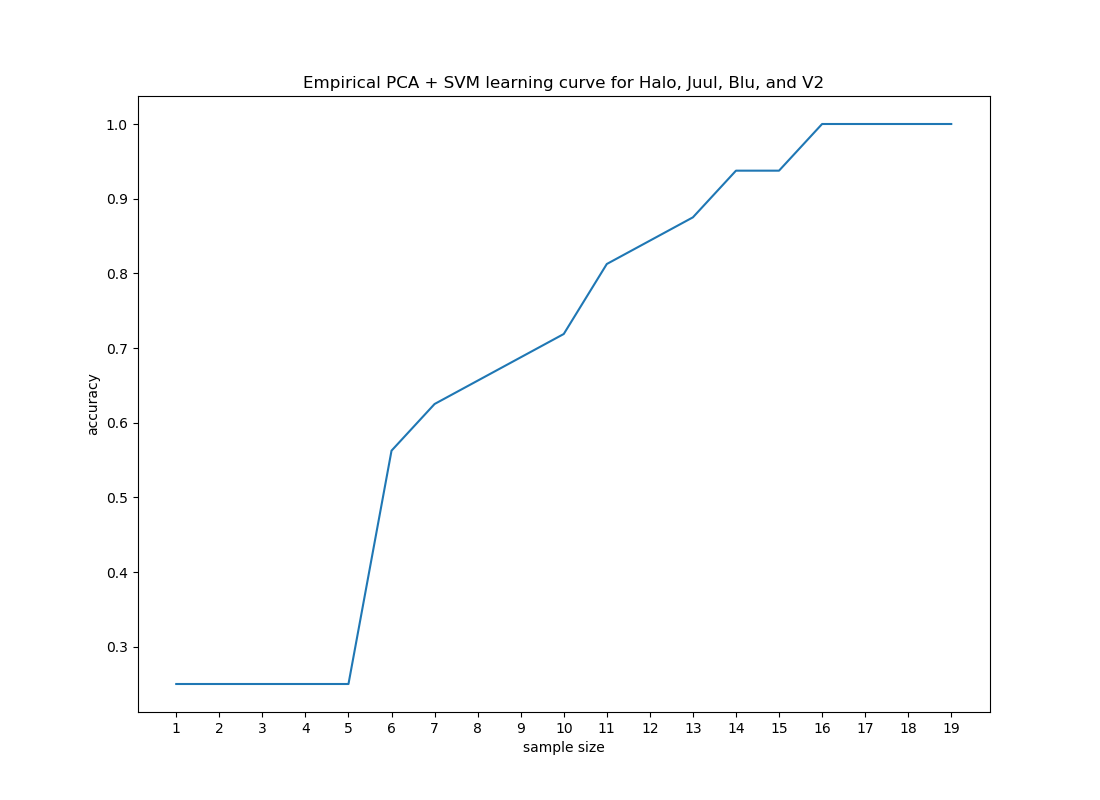 Empirical PCA + SVM learning curve for Halo, Juul, Blu, and V2
1.0
0.9
0.8
0.7
0.6
0.5
0.4
0.3
accuracy
1 2 3 4 5 6 7 8 9 10 11 12 13 14 15 16 17 18 19
sample size